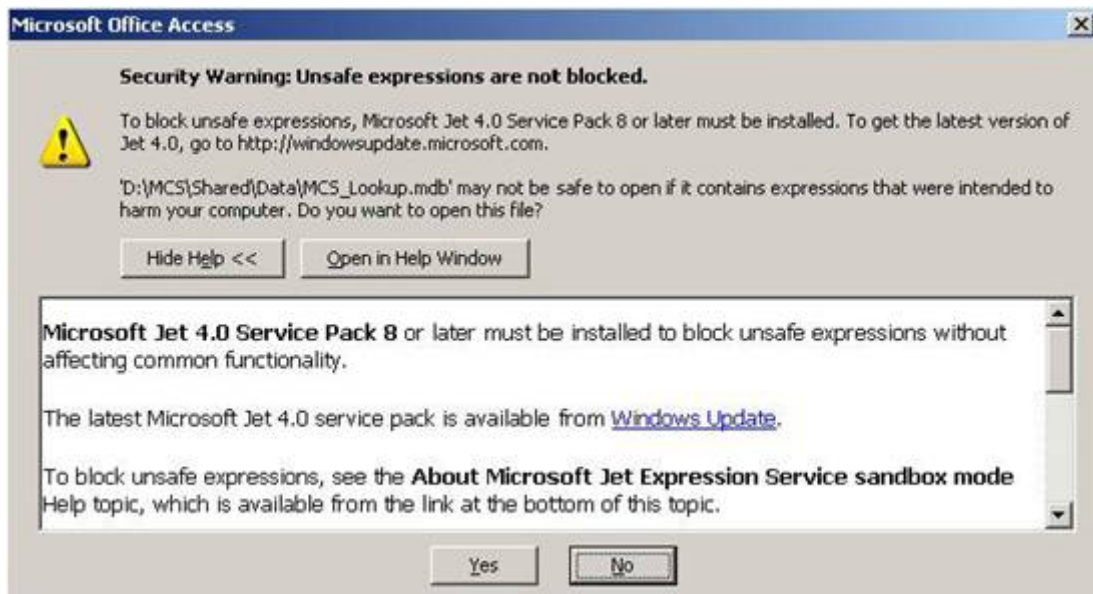 Microsoft Office Access
Security Warning: Unsafe expressions are not blocked.
To block unsafe expressions, Microsoft Jet 4.0 Service Pack 8 or later must be installed. To get the latest version of
Jet 4.0, go to http://windowsupdate.microsoft.com.
'D:\MCS\Shared\Data\MCS_Lookup.mdb' may not be safe to open if it contains expressions that were intended to
harm your computer. Do you want to open this file?
Hide Help <<
Open in Help Window
Microsoft Jet 4.0 Service Pack 8 or later must be installed to block unsafe expressions without
affecting common functionality.
The latest Microsoft Jet 4.0 service pack is available from Windows Update.
To block unsafe expressions, see the About Microsoft Jet Expression Service sandbox mode
Help topic, which is available from the link at the bottom of this topic.
Yes
No